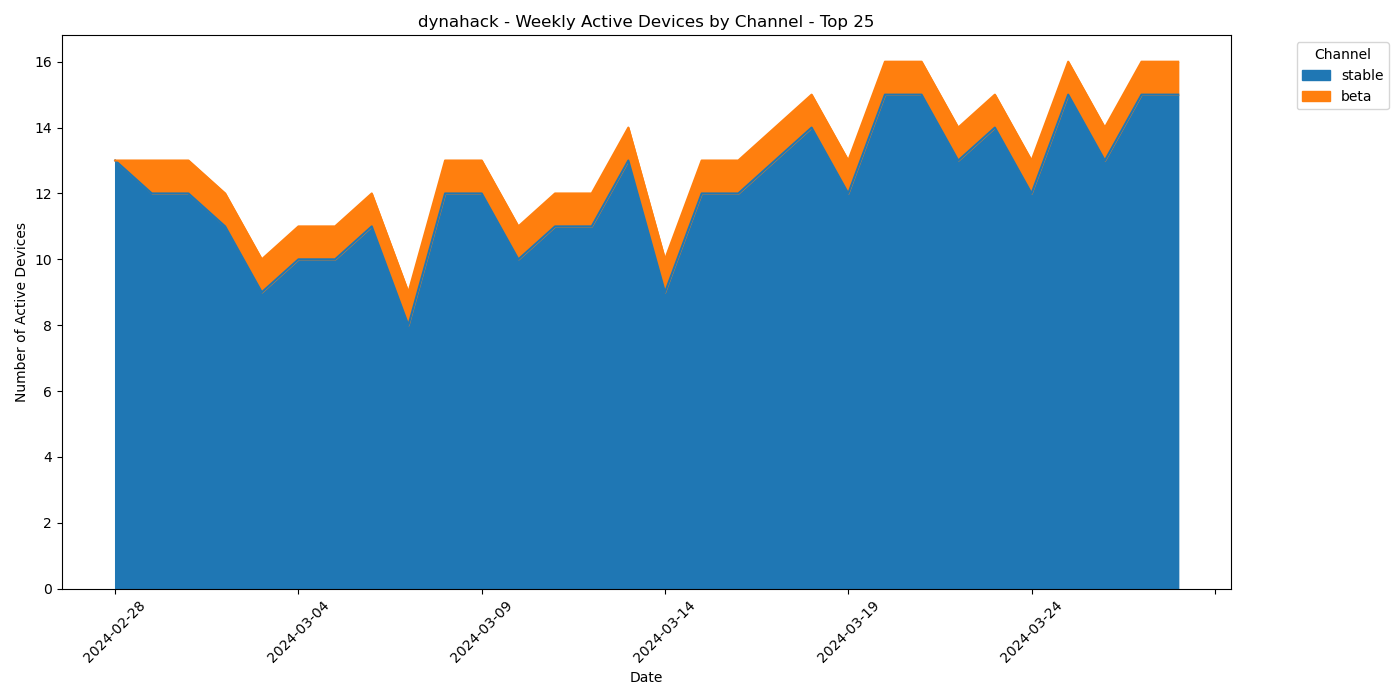 dynahack - Weekly Active Devices by Channel - Top 25
Channel
stable
beta
Number of Active Devices
16
14
12
10
8
6
4
2
0
2024-02-28
2024-03-04
2024-03-09
2024-03-14
2024-03-19
2024-03-24
Date